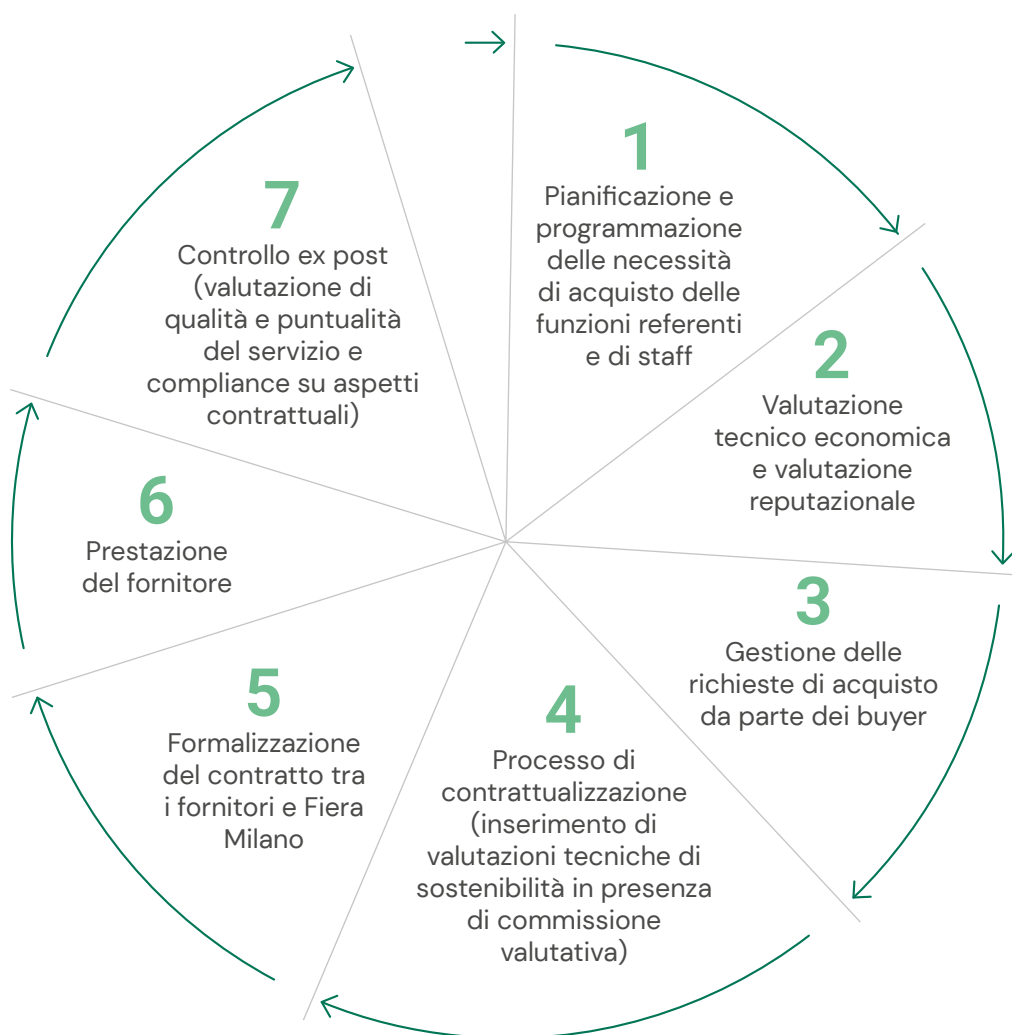 1
Pianificazione e
programmazione
delle necessità
di acquisto delle
funzioni referenti
e di staff
2
Valutazione
tecnico economica
e valutazione
reputazionale
3
Gestione delle
richieste di acquisto
da parte dei buyer
4
Processo di
contrattualizzazione
(inserimento di
valutazioni tecniche di
sostenibilità in presenza
di commissione
valutativa)
5
Formalizzazione
del contratto tra
i fornitori e Fiera
Milano
6
Prestazione
del fornitore
7
Controllo ex post
(valutazione di
qualità e puntualità
del servizio e
compliance su aspetti
contrattuali)